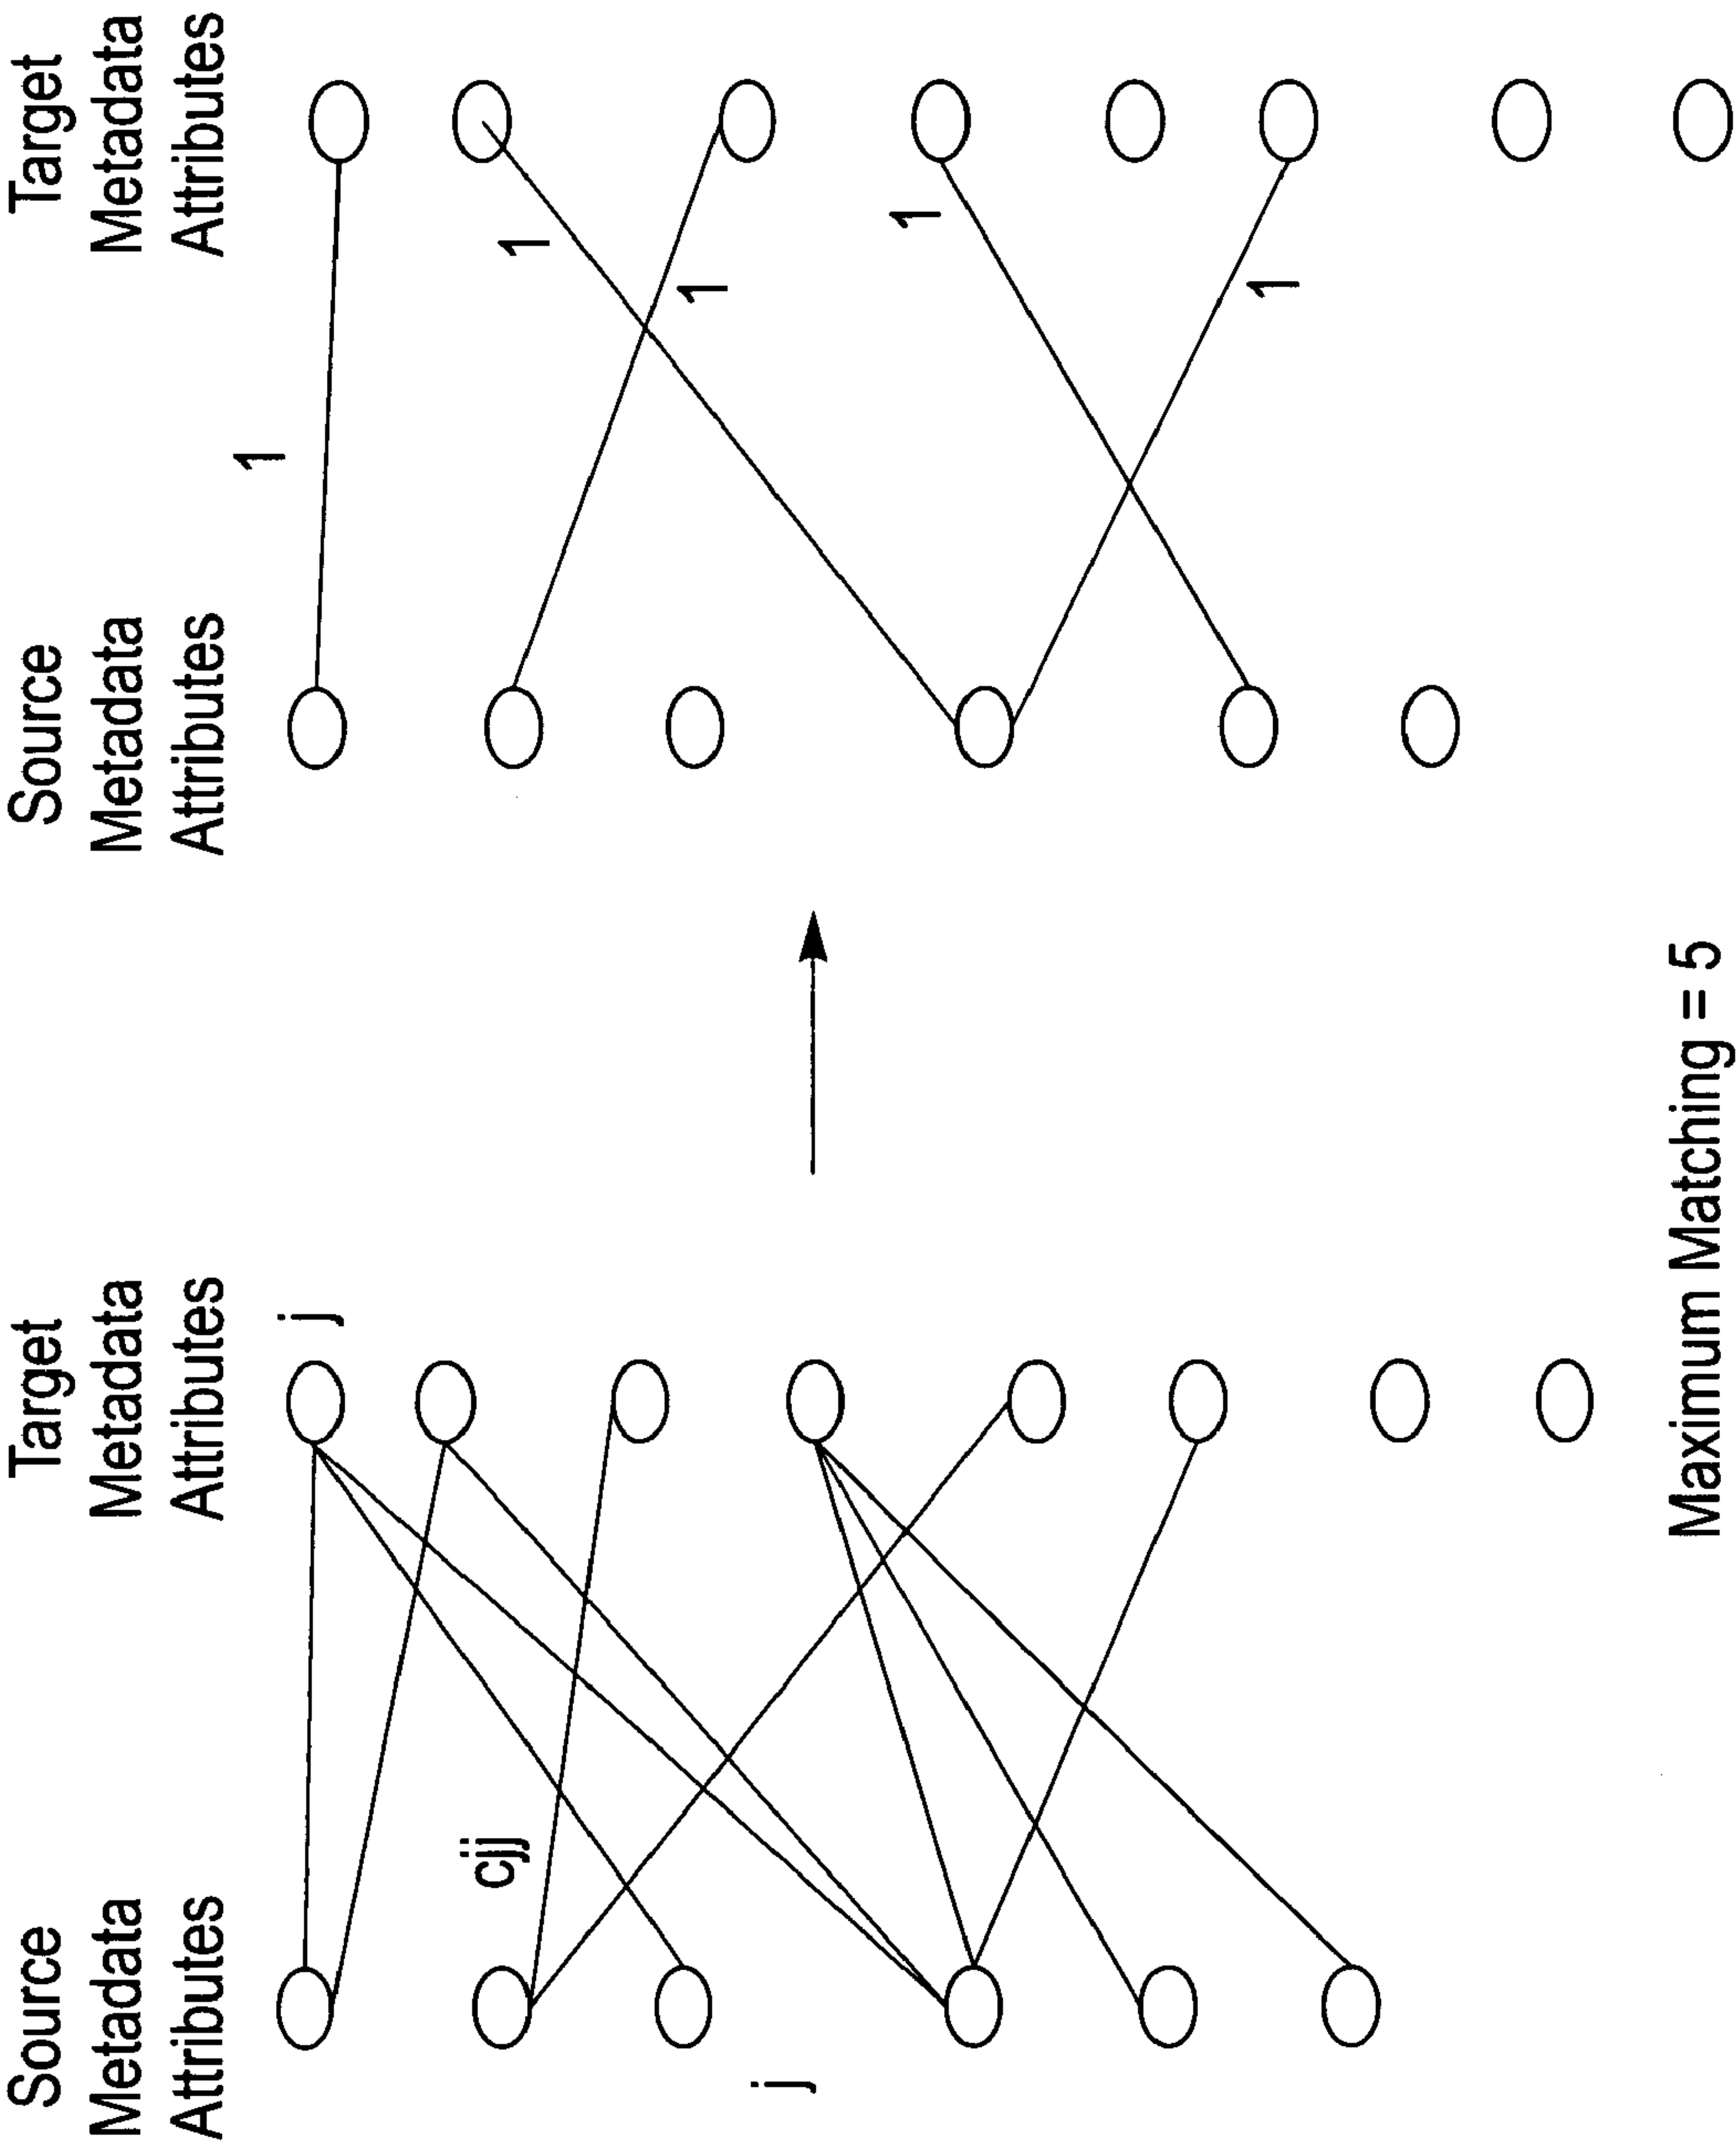 Source
Metadata
Attributes
Target
Metadata
Attributes
Source
Metadata
Attributes
Target
Metadata
Attributes
j
cjj
j
1
1
1
1
1
Maximum Matching = 5